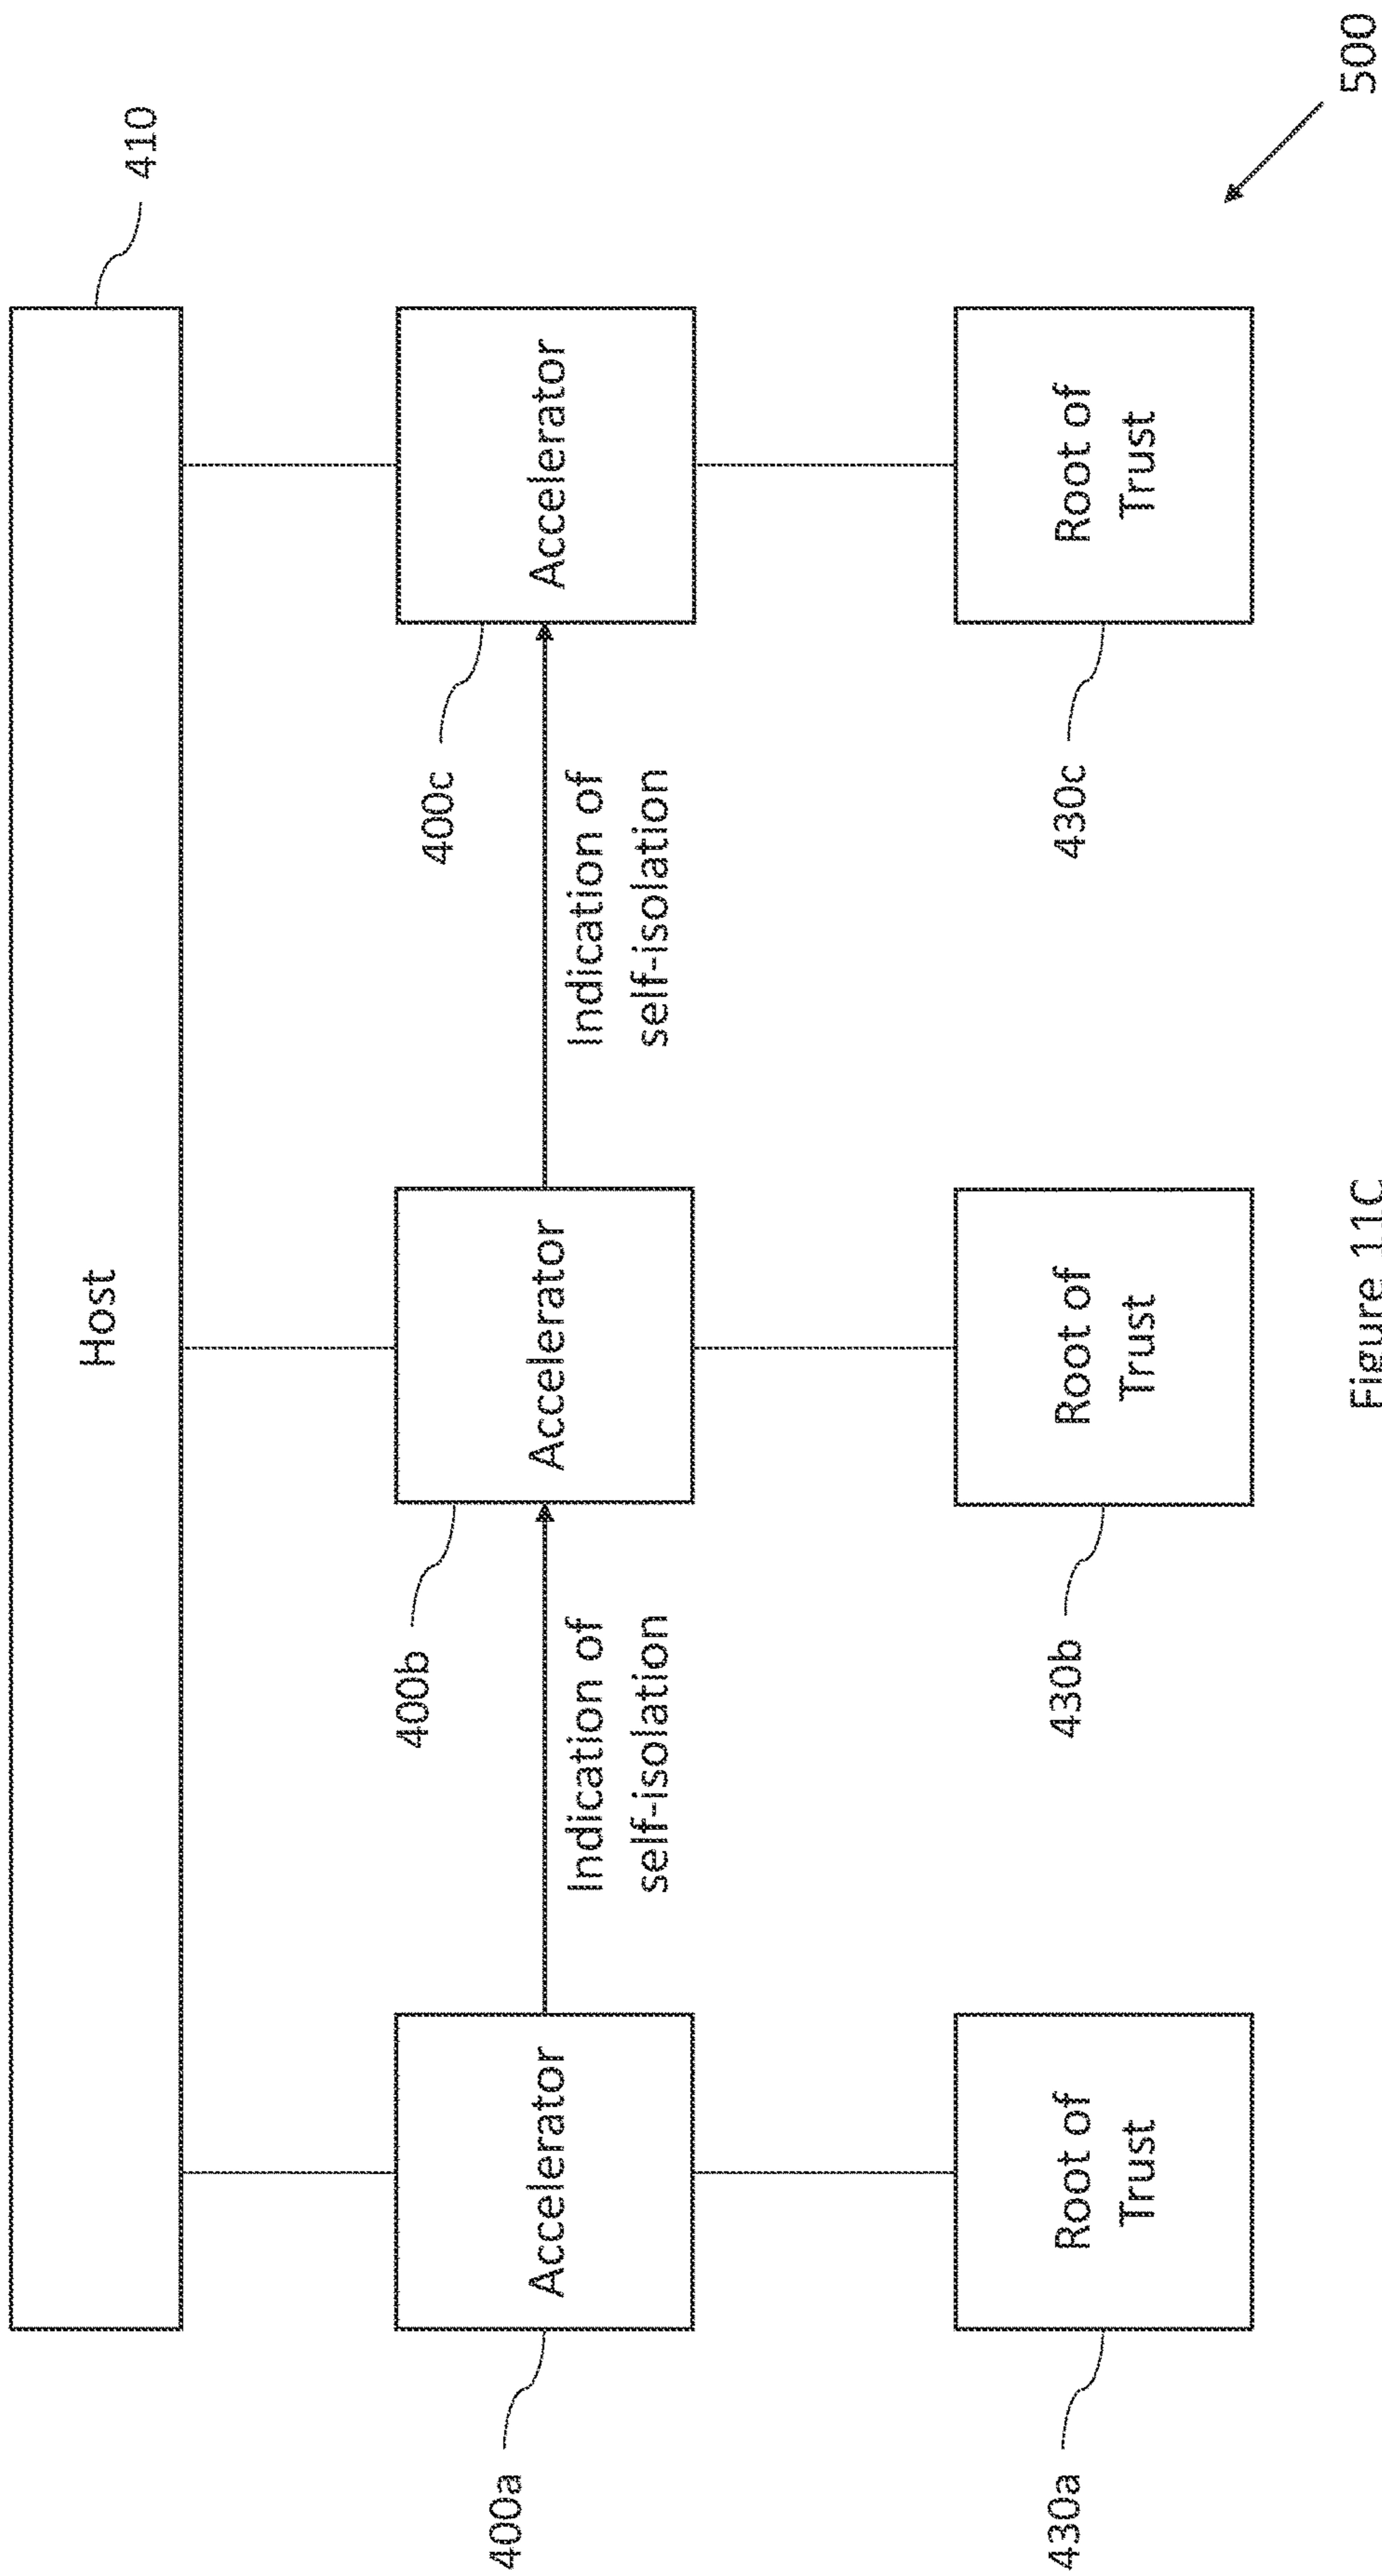 410
Host
400a
Accelerator
Indication of
self-isolation
400b
Accelerator
Indication of
self-isolation
400c
Accelerator
430a
Root of
Trust
430b
Root of
Trust
430c
Root of
Trust
500
Figure 11C